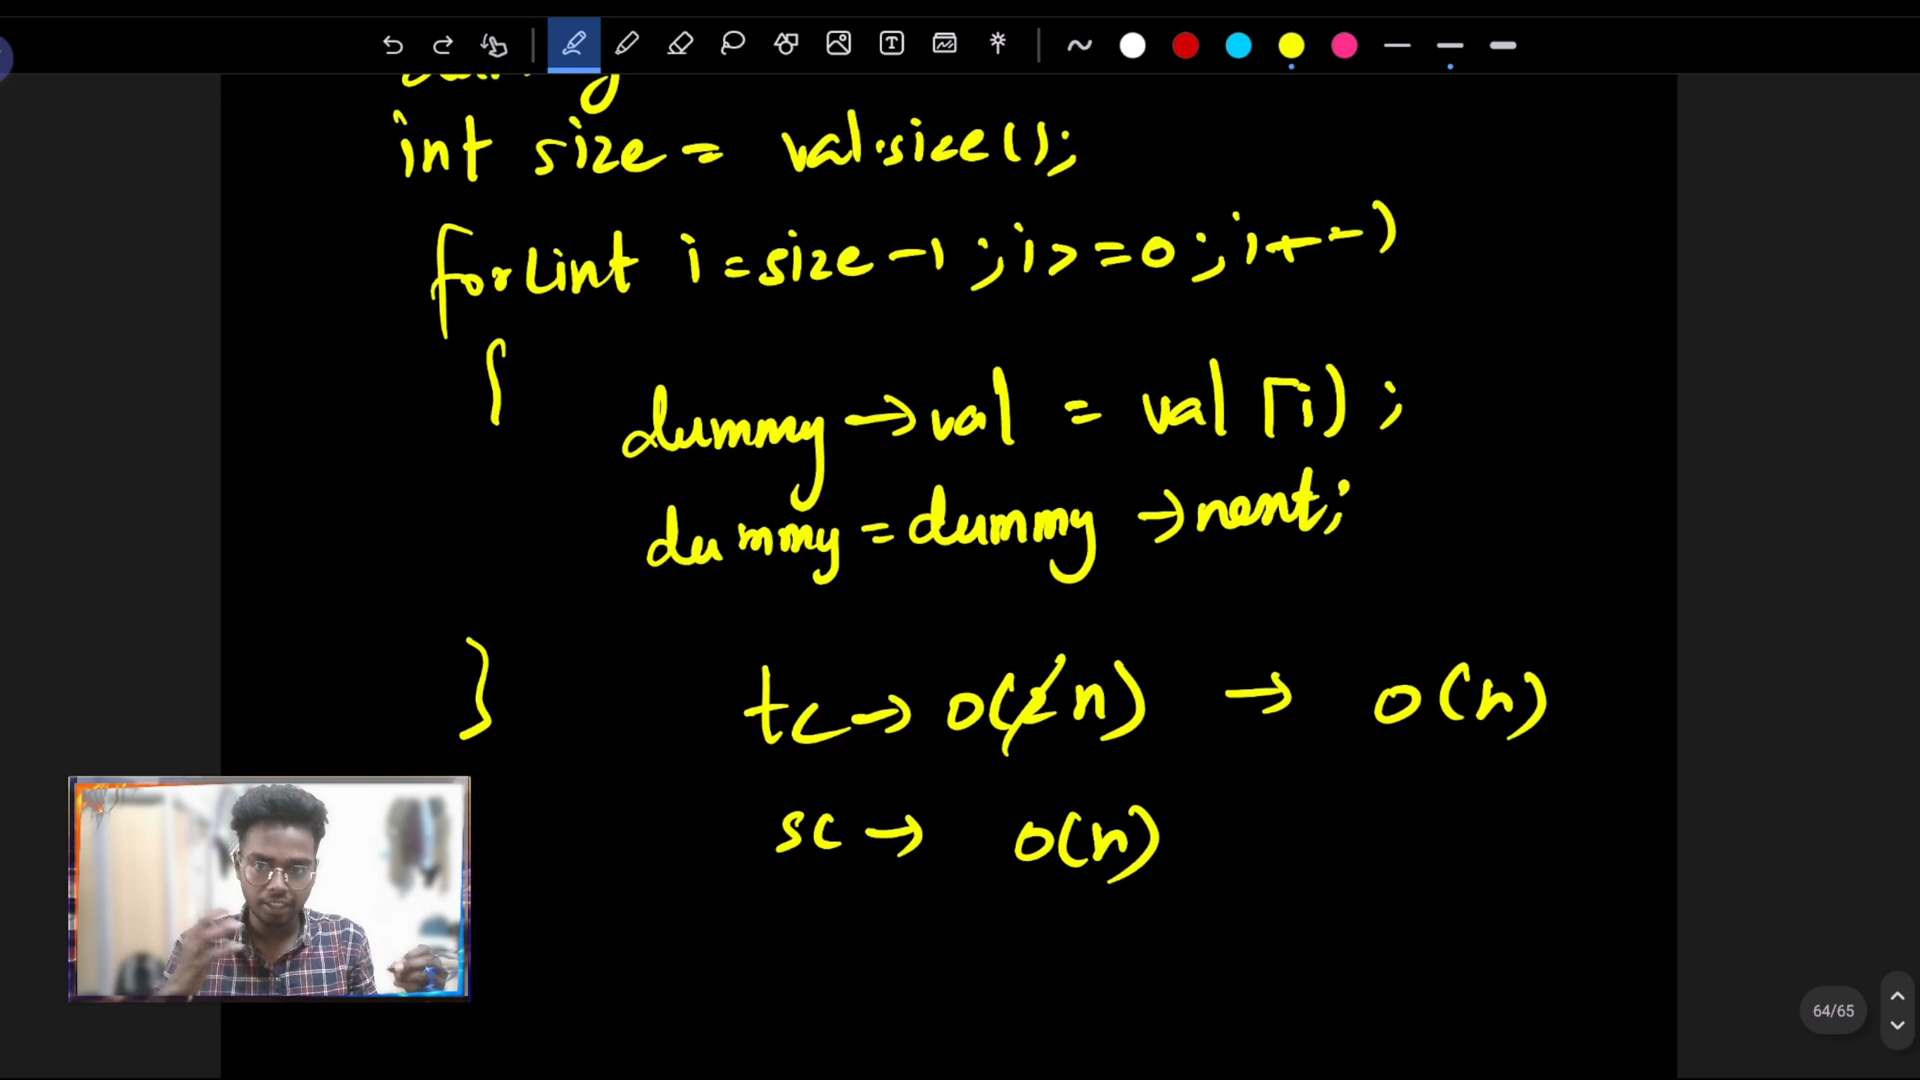 int size = val.size();
for(int i=size-1;i>=0;i+--)
{
dummy→val = val[i);
dummy=dummy→next;
}
tc→ o(2n) → o(n)
sc→ o(n)
64/65